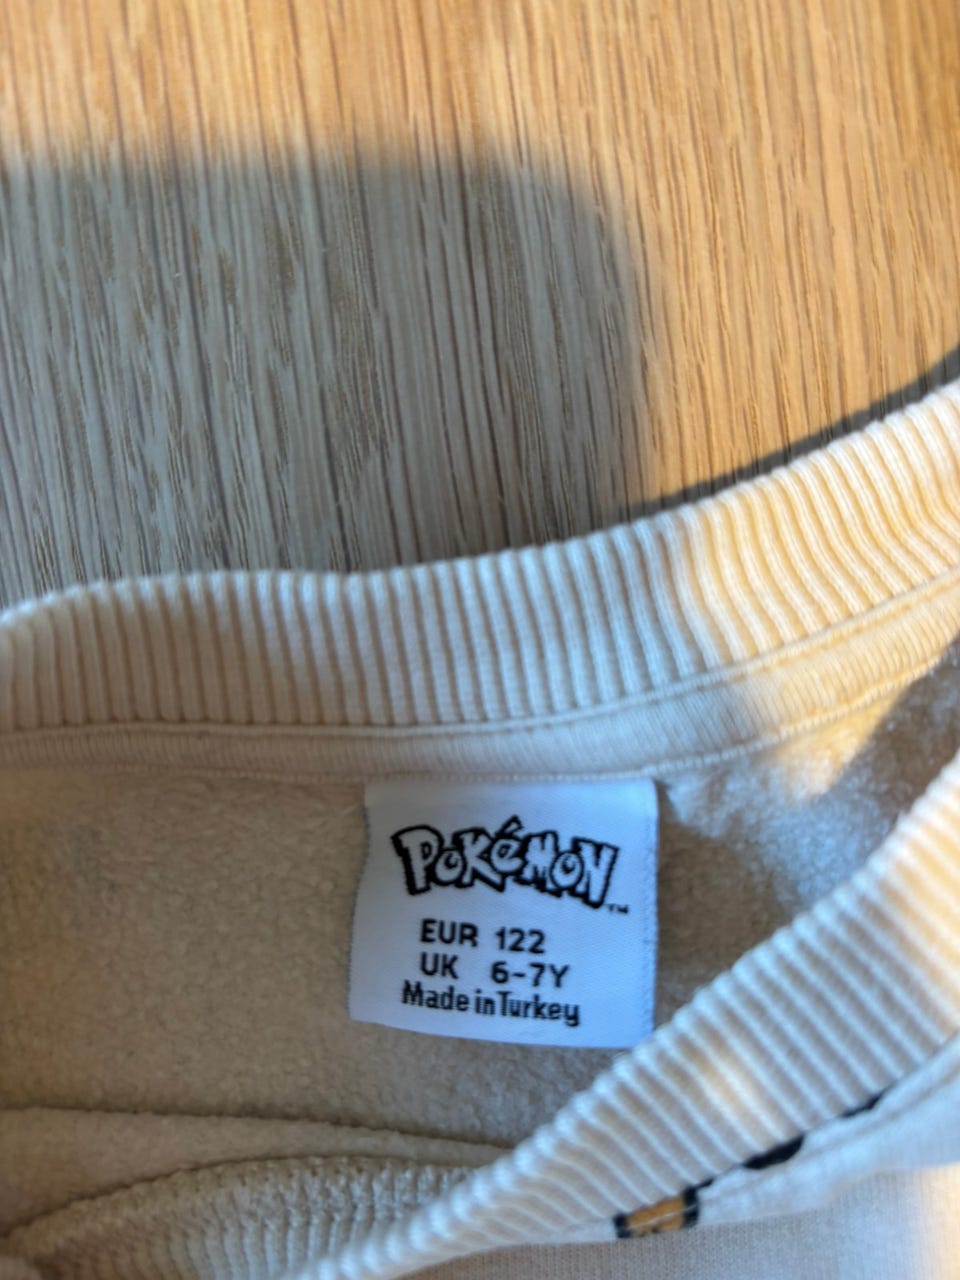 POKéMON™
EUR 122
UK 6-7Y
Made in Turkey